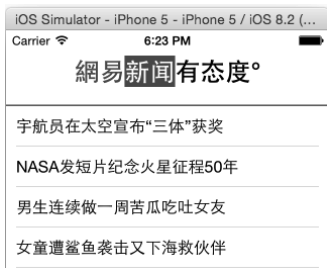 iOS Simulator - iPhone 5 - iPhone 5 / iOS 8.2 (...
Carrier 6:23 PM
網易新闻有态度°
宇航员在太空宣布“三体”获奖
NASA发短片纪念火星征程50年
男生连续做一周苦瓜吃吐女友
女童遭鲨鱼袭击又下海救伙伴